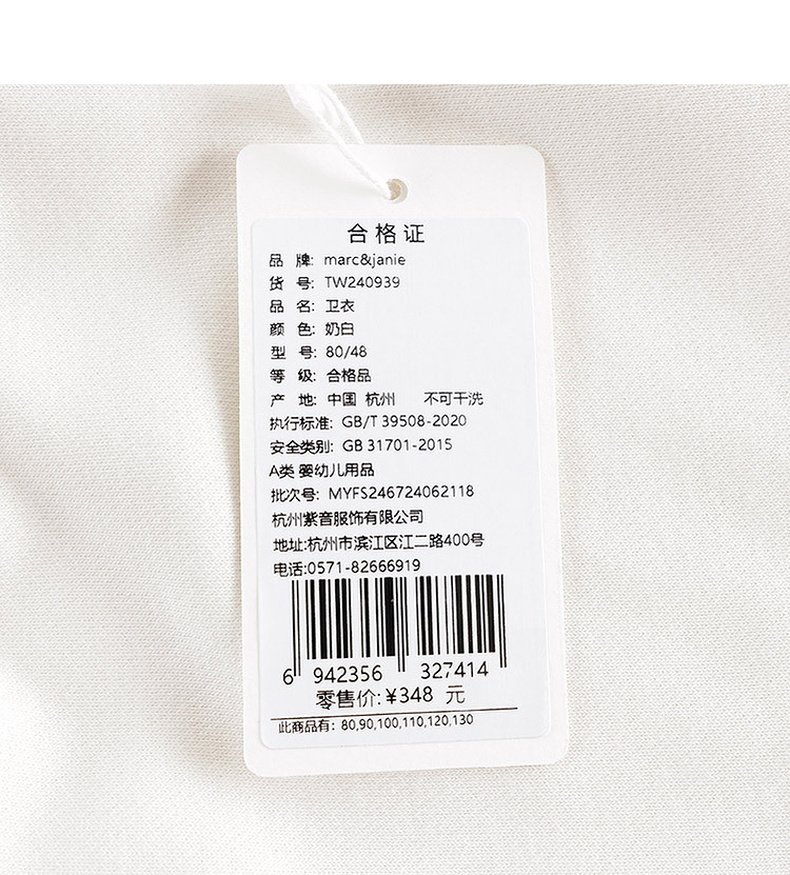 合格证
品 牌: marc&janie
货 号: TW240939
品 名: 卫衣
颜 色: 奶白
型 号: 80/48
等 级: 合格品
产 地: 中国 杭州 不可干洗
执行标准: GB/T 39508-2020
安全类别: GB 31701-2015
A类 婴幼儿用品
批次号: MYFS246724062118
杭州紫音服饰有限公司
地址:杭州市滨江区江二路400号
电话:0571-82666919
6 942356 327414
零售价:¥348 元
此商品有: 80,90,100,110,120,130